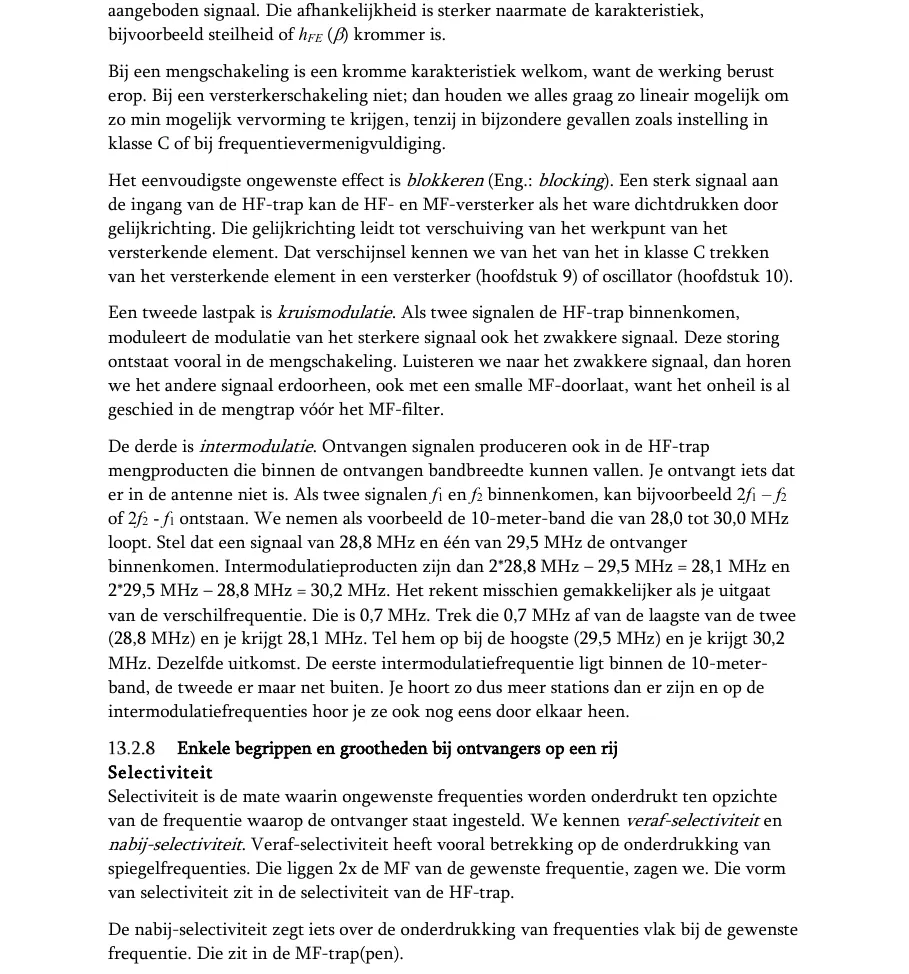 aangeboden signaal. Die afhankelijkheid is sterker naarmate de karakteristiek,
bijvoorbeeld steilheid of hFE (β) krommer is.
Bij een mengschakeling is een kromme karakteristiek welkom, want de werking berust
erop. Bij een versterkerschakeling niet; dan houden we alles graag zo lineair mogelijk om
zo min mogelijk vervorming te krijgen, tenzij in bijzondere gevallen zoals instelling in
klasse C of bij frequentievermenigvuldiging.
Het eenvoudigste ongewenste effect is blokkeren (Eng.: blocking). Een sterk signaal aan
de ingang van de HF-trap kan de HF- en MF-versterker als het ware dichtdrukken door
gelijkrichting. Die gelijkrichting leidt tot verschuiving van het werkpunt van het
versterkende element. Dat verschijnsel kennen we van het van het in klasse C trekken
van het versterkende element in een versterker (hoofdstuk 9) of oscillator (hoofdstuk 10).
Een tweede lastpak is kruismodulatie. Als twee signalen de HF-trap binnenkomen,
moduleert de modulatie van het sterkere signaal ook het zwakkere signaal. Deze storing
ontstaat vooral in de mengschakeling. Luisteren we naar het zwakkere signaal, dan horen
we het andere signaal erdoorheen, ook met een smalle MF-doorlaat, want het onheil is al
geschied in de mengtrap vóór het MF-filter.
De derde is intermodulatie. Ontvangen signalen produceren ook in de HF-trap
mengproducten die binnen de ontvangen bandbreedte kunnen vallen. Je ontvangt iets dat
er in de antenne niet is. Als twee signalen f1 en f2 binnenkomen, kan bijvoorbeeld 2f1 – f2
of 2f2 - f1 ontstaan. We nemen als voorbeeld de 10-meter-band die van 28,0 tot 30,0 MHz
loopt. Stel dat een signaal van 28,8 MHz en één van 29,5 MHz de ontvanger
binnenkomen. Intermodulatieproducten zijn dan 2*28,8 MHz – 29,5 MHz = 28,1 MHz en
2*29,5 MHz – 28,8 MHz = 30,2 MHz. Het rekent misschien gemakkelijker als je uitgaat
van de verschilfrequentie. Die is 0,7 MHz. Trek die 0,7 MHz af van de laagste van de twee
(28,8 MHz) en je krijgt 28,1 MHz. Tel hem op bij de hoogste (29,5 MHz) en je krijgt 30,2
MHz. Dezelfde uitkomst. De eerste intermodulatiefrequentie ligt binnen de 10-meter-
band, de tweede er maar net buiten. Je hoort zo dus meer stations dan er zijn en op de
intermodulatiefrequenties hoor je ze ook nog eens door elkaar heen.
13.2.8 Enkele begrippen en grootheden bij ontvangers op een rij
Selectiviteit
Selectiviteit is de mate waarin ongewenste frequenties worden onderdrukt ten opzichte
van de frequentie waarop de ontvanger staat ingesteld. We kennen veraf-selectiviteit en
nabij-selectiviteit. Veraf-selectiviteit heeft vooral betrekking op de onderdrukking van
spiegelfrequenties. Die liggen 2x de MF van de gewenste frequentie, zagen we. Die vorm
van selectiviteit zit in de selectiviteit van de HF-trap.
De nabij-selectiviteit zegt iets over de onderdrukking van frequenties vlak bij de gewenste
frequentie. Die zit in de MF-trap(pen).